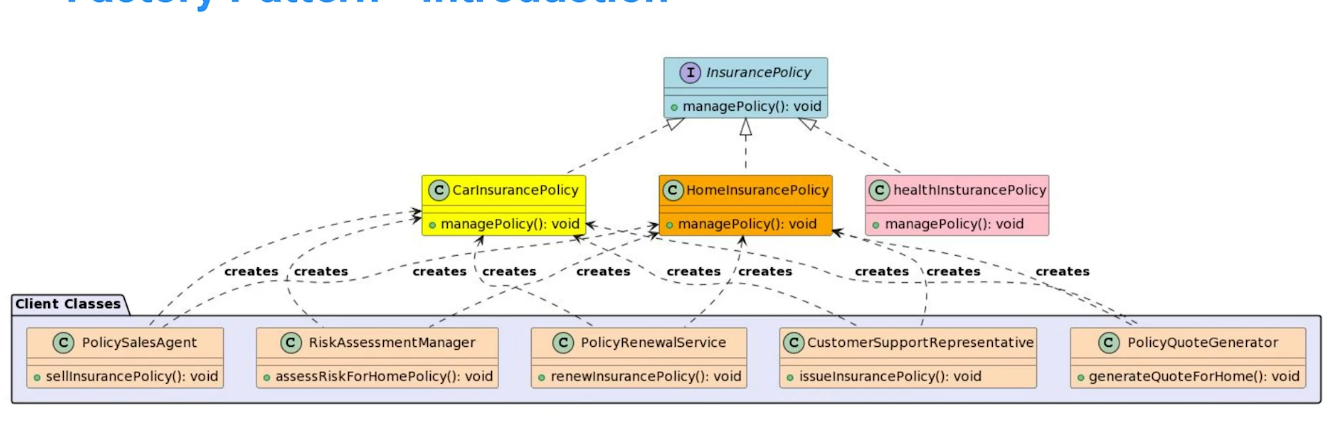 Factory Pattern - Introduction
I InsurancePolicy
managePolicy(): void
C CarInsurancePolicy
managePolicy(): void
C HomeInsurancePolicy
managePolicy(): void
C healthInsturancePolicy
managePolicy(): void
creates creates creates creates creates creates creates creates creates creates
Client Classes
C PolicySalesAgent
sellInsurancePolicy(): void
C RiskAssessmentManager
assessRiskForHomePolicy(): void
C PolicyRenewalService
renewInsurancePolicy(): void
C CustomerSupportRepresentative
issueInsurancePolicy(): void
C PolicyQuoteGenerator
generateQuoteForHome(): void